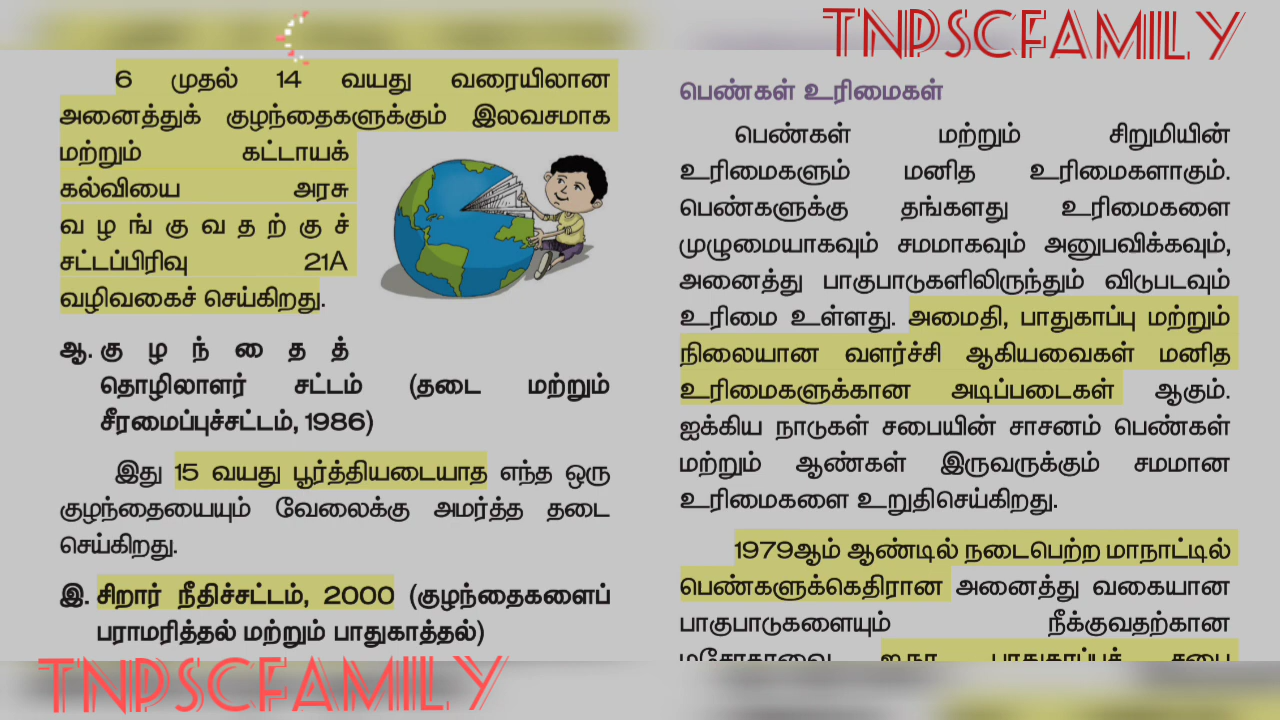 TNPSCFAMILY
6 முதல் 14 வயது வரையிலான
அனைத்துக் குழந்தைகளுக்கும் இலவசமாக
மற்றும் கட்டாயக்
கல்வியை அரசு
வழங்குவதற்குச்
சட்டப்பிரிவு 21A
வழிவகைச் செய்கிறது.
ஆ. குழந்தைத்
தொழிலாளர் சட்டம் (தடை மற்றும்
சீரமைப்புச்சட்டம், 1986)
இது 15 வயது பூர்த்தியடையாத எந்த ஒரு
குழந்தையையும் வேலைக்கு அமர்த்த தடை
செய்கிறது.
இ. சிறார் நீதிச்சட்டம், 2000 (குழந்தைகளைப்
பராமரித்தல் மற்றும் பாதுகாத்தல்)
பெண்கள் உரிமைகள்
பெண்கள் மற்றும் சிறுமியின்
உரிமைகளும் மனித உரிமைகளாகும்.
பெண்களுக்கு தங்களது உரிமைகளை
முழுமையாகவும் சமமாகவும் அனுபவிக்கவும்,
அனைத்து பாகுபாடுகளிலிருந்தும் விடுபடவும்
உரிமை உள்ளது. அமைதி, பாதுகாப்பு மற்றும்
நிலையான வளர்ச்சி ஆகியவைகள் மனித
உரிமைகளுக்கான அடிப்படைகள் ஆகும்.
ஐக்கிய நாடுகள் சபையின் சாசனம் பெண்கள்
மற்றும் ஆண்கள் இருவருக்கும் சமமான
உரிமைகளை உறுதிசெய்கிறது.
1979ஆம் ஆண்டில் நடைபெற்ற மாநாட்டில்
பெண்களுக்கெதிரான அனைத்து வகையான
பாகுபாடுகளையும் நீக்குவதற்கான
TNPSCFAMILY